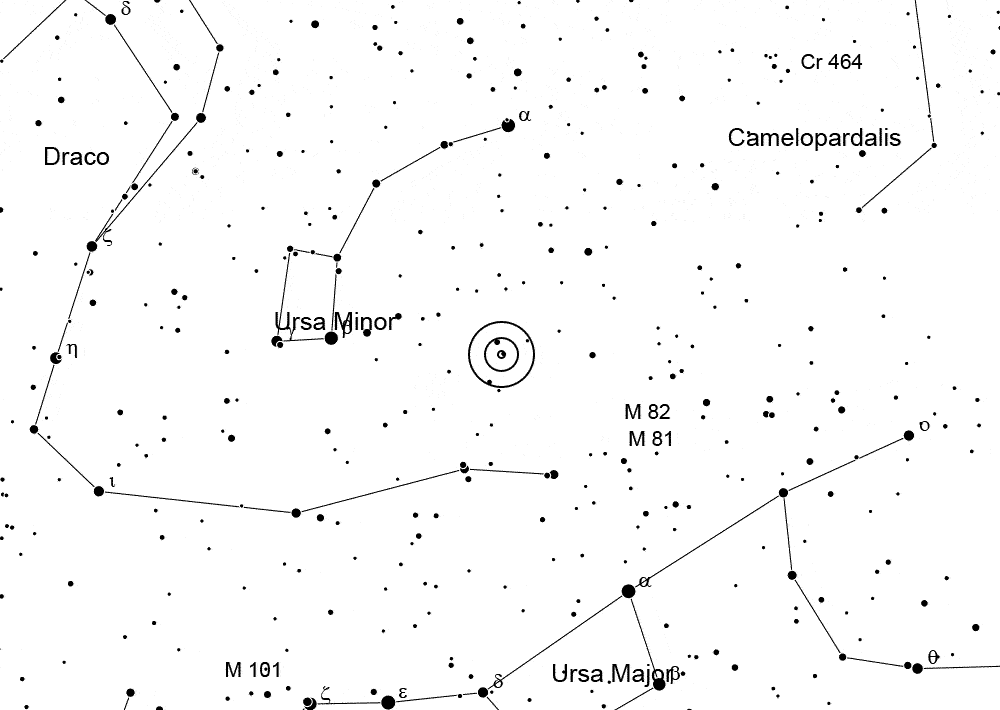 δ
Cr 464
α
Camelopardalis
Draco
ζ
Ursa Minor
γ
β
η
M 82
M 81
ο
ι
α
θ
M 101
Ursa Major
β
ζ
ε
δ